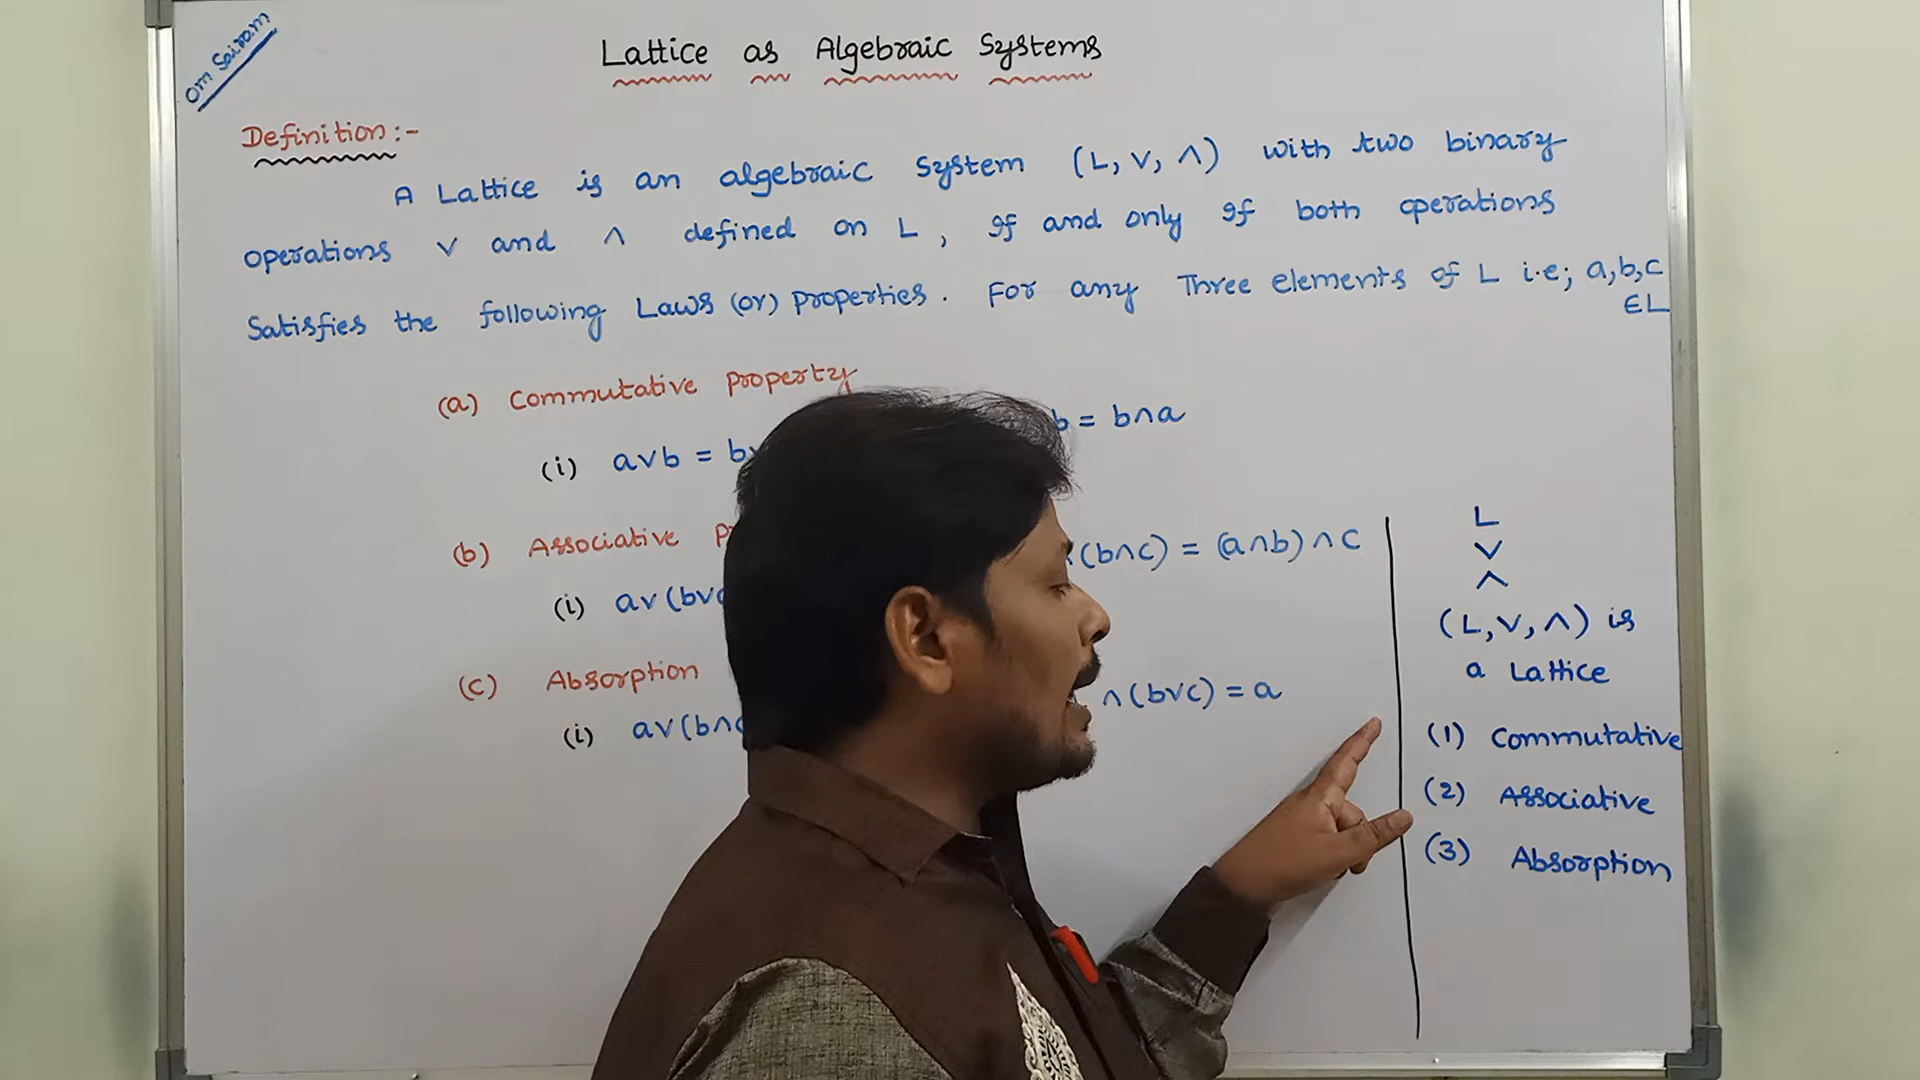 Om Sairam
Lattice as Algebraic Systems
Definition:-
A Lattice is an algebraic system (L, ∨, ∧) with two binary
operations ∨ and ∧ defined on L, if and only if both operations
Satisfies the following Laws (or) properties. For any Three elements of L i.e; a,b,c
∈L
(a) Commutative property
(i) a∨b = b∨ b = b∧a
(b) Associative P
(i) a∨(b∨c (b∧c) = (a∧b)∧c
(c) Absorption
(i) a∨(b∧c ∧(b∨c) = a
L
∨
∧
(L,∨,∧) is
a Lattice
(1) Commutative
(2) Associative
(3) Absorption